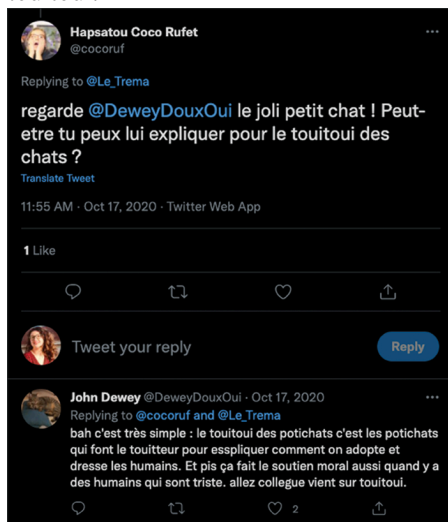 Hapsatou Coco Rufet
@cocoruf
Replying to @Le_Trema
regarde @DeweyDouxOui le joli petit chat ! Peut-
etre tu peux lui expliquer pour le touitoui des
chats ?
Translate Tweet
11:55 AM · Oct 17, 2020 · Twitter Web App
1 Like
Tweet your reply
Reply
John Dewey @DeweyDouxOui · Oct 17, 2020
Replying to @cocoruf and @Le_Trema
bah c'est très simple : le touitoui des potichats c'est les potichats
qui font le touitteur pour esspliquer comment on adopte et
dresse les humains. Et pis ça fait le soutien moral aussi quand y a
des humains qui sont triste. allez collegue vient sur touitoui.
2